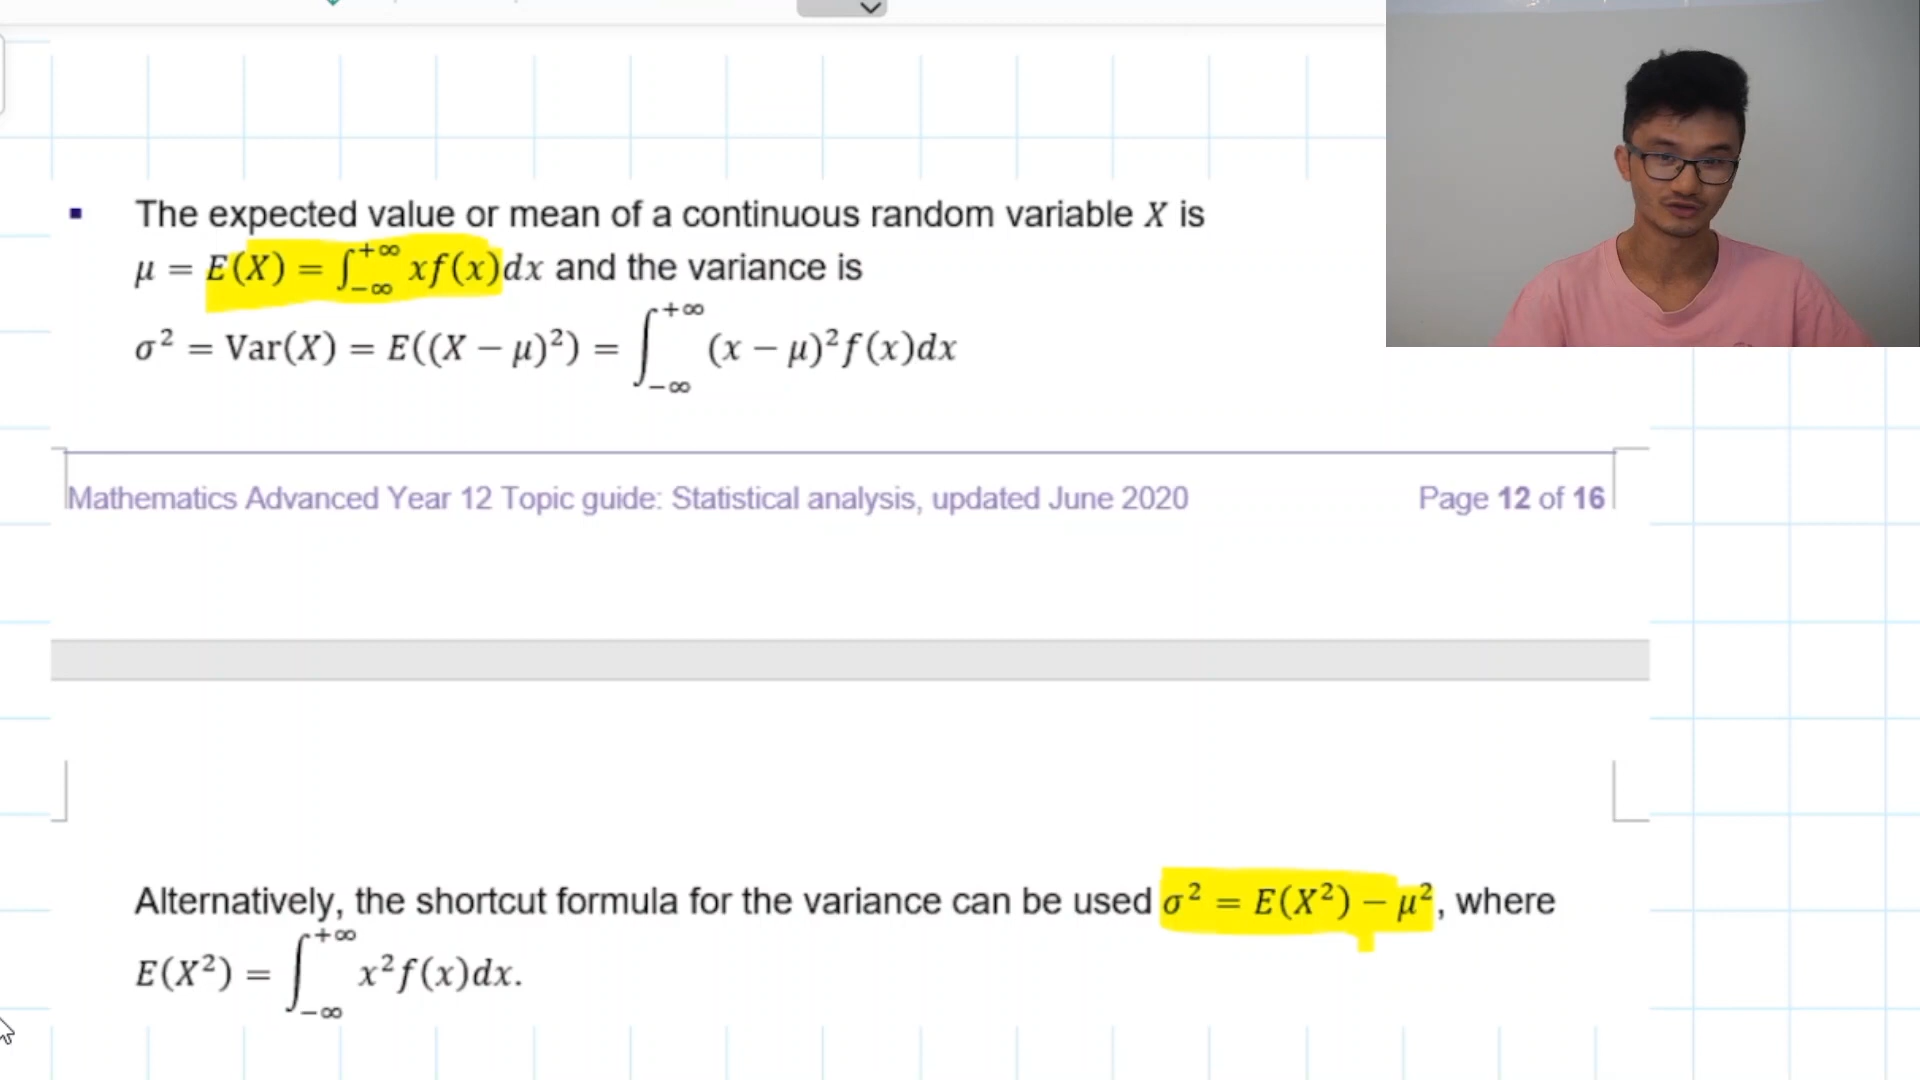 ▪ The expected value or mean of a continuous random variable X is
μ = E(X) = ∫_{−∞}^{+∞} xf(x)dx and the variance is
σ² = Var(X) = E((X − μ)²) = ∫_{−∞}^{+∞} (x − μ)²f(x)dx
Mathematics Advanced Year 12 Topic guide: Statistical analysis, updated June 2020 Page 12 of 16
Alternatively, the shortcut formula for the variance can be used σ² = E(X²) − μ², where
E(X²) = ∫_{−∞}^{+∞} x²f(x)dx.